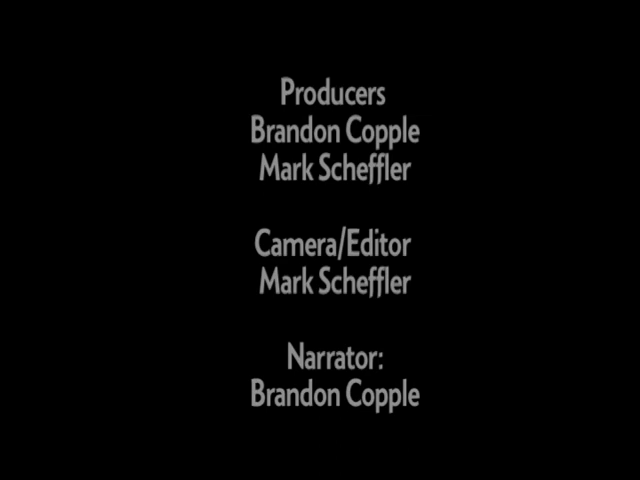 Producers
Brandon Copple
Mark Scheffler
Camera/Editor
Mark Scheffler
Narrator:
Brandon Copple